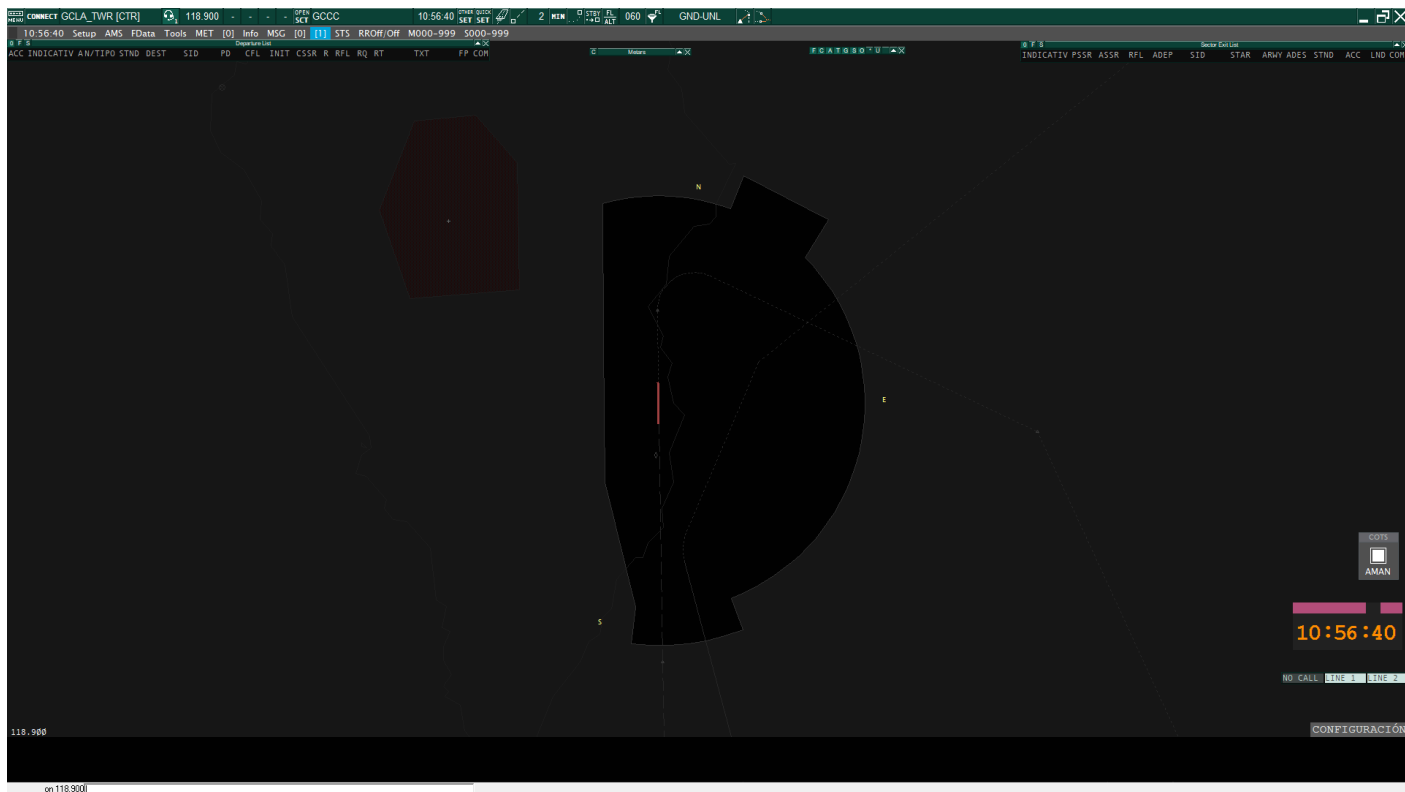 MENU CONNECT GCLA_TWR [CTR] 118.900 - - - - OPEN SCT GCCC 10:56:40 OTHER SET QUICK SET 2 MIN STBY FL ALT 060 FL GND-UNL
10:56:40 Setup AMS FData Tools MET [0] Info MSG [0] [1] STS RROff/Off M000-999 S000-999
0 F S Departure List
ACC INDICATIV AN/TIPO STND DEST SID PD CFL INIT CSSR R RFL RQ RT TXT FP COM
C Metars
F C A T G S O - U
0 F S Sector Exit List
INDICATIV PSSR ASSR RFL ADEP SID STAR ARWY ADES STND ACC LND COM
N
E
S
COTS
AMAN
10:56:40
NO CALL LINE 1 LINE 2
118.900
CONFIGURACIÓN
on 118.900